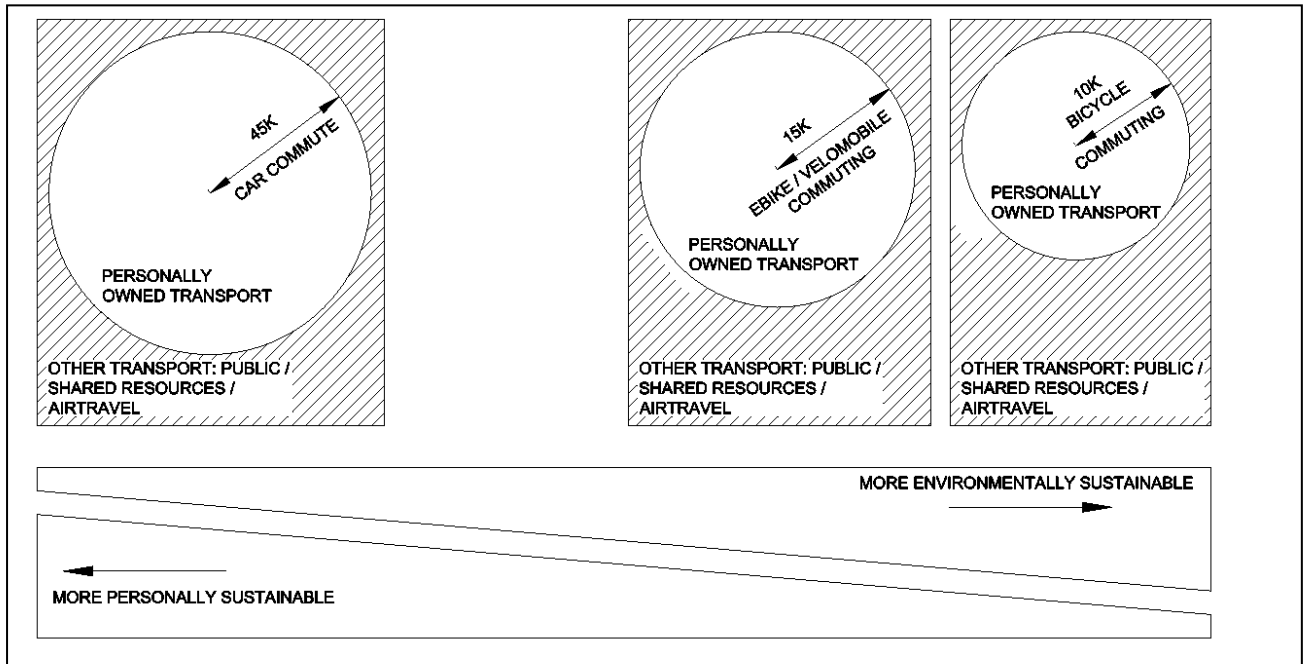 45K
CAR COMMUTE
PERSONALLY
OWNED TRANSPORT
OTHER TRANSPORT: PUBLIC /
SHARED RESOURCES /
AIRTRAVEL
15K
EBIKE / VELOMOBILE
COMMUTING
PERSONALLY
OWNED TRANSPORT
OTHER TRANSPORT: PUBLIC /
SHARED RESOURCES /
AIRTRAVEL
10K
BICYCLE
COMMUTING
PERSONALLY
OWNED TRANSPORT
OTHER TRANSPORT: PUBLIC /
SHARED RESOURCES /
AIRTRAVEL
MORE ENVIRONMENTALLY SUSTAINABLE
MORE PERSONALLY SUSTAINABLE